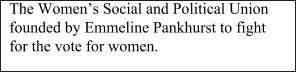 The Women’s Social and Political Union
founded by Emmeline Pankhurst to fight
for the vote for women.